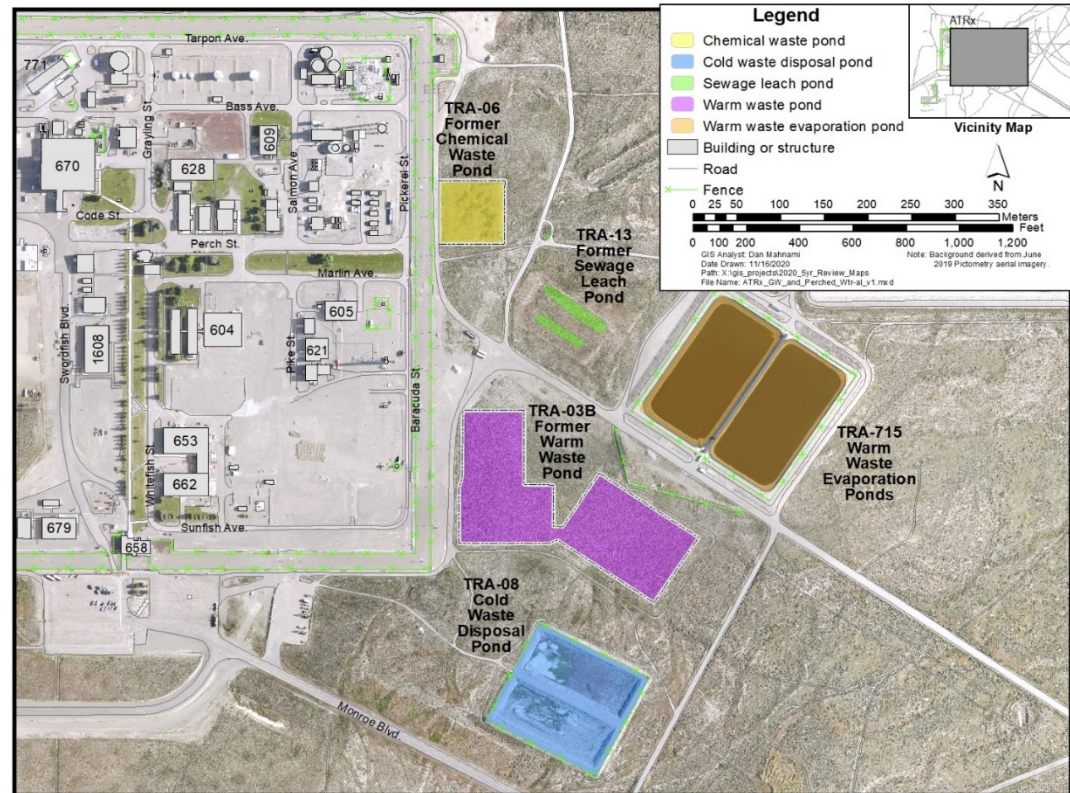 Legend
Chemical waste pond
Cold waste disposal pond
Sewage leach pond
Warm waste pond
Warm waste evaporation pond
Building or structure
Road
Fence
ATRx
Vicinity Map
N
0 25 50 100 150 200 250 300 350
Meters
Feet
0 100 200 400 600 800 1,000 1,200
GIS Analyst: Dan Mahnami
Date Drawn: 11/16/2020
Path: X:\gis_projects\2020_5yr_Review_Maps
File Name: ATRx_GW_and_Perched_Wtr-al_v1.mxd
Note: Background derived from June
2019 Pictometry aerial imagery.
Tarpon Ave.
771
Bass Ave.
Grayling St.
609
670
628
Salmon Ave.
Pickerel St.
Code St.
Perch St.
Marlin Ave.
605
604
621
Pike St.
1608
Swordfish Blvd.
Baracuda St.
653
662
Whitefish St.
679
Sunfish Ave.
658
Monroe Blvd.
TRA-06
Former
Chemical
Waste
Pond
TRA-13
Former
Sewage
Leach
Pond
TRA-03B
Former
Warm
Waste
Pond
TRA-715
Warm
Waste
Evaporation
Ponds
TRA-08
Cold
Waste
Disposal
Pond